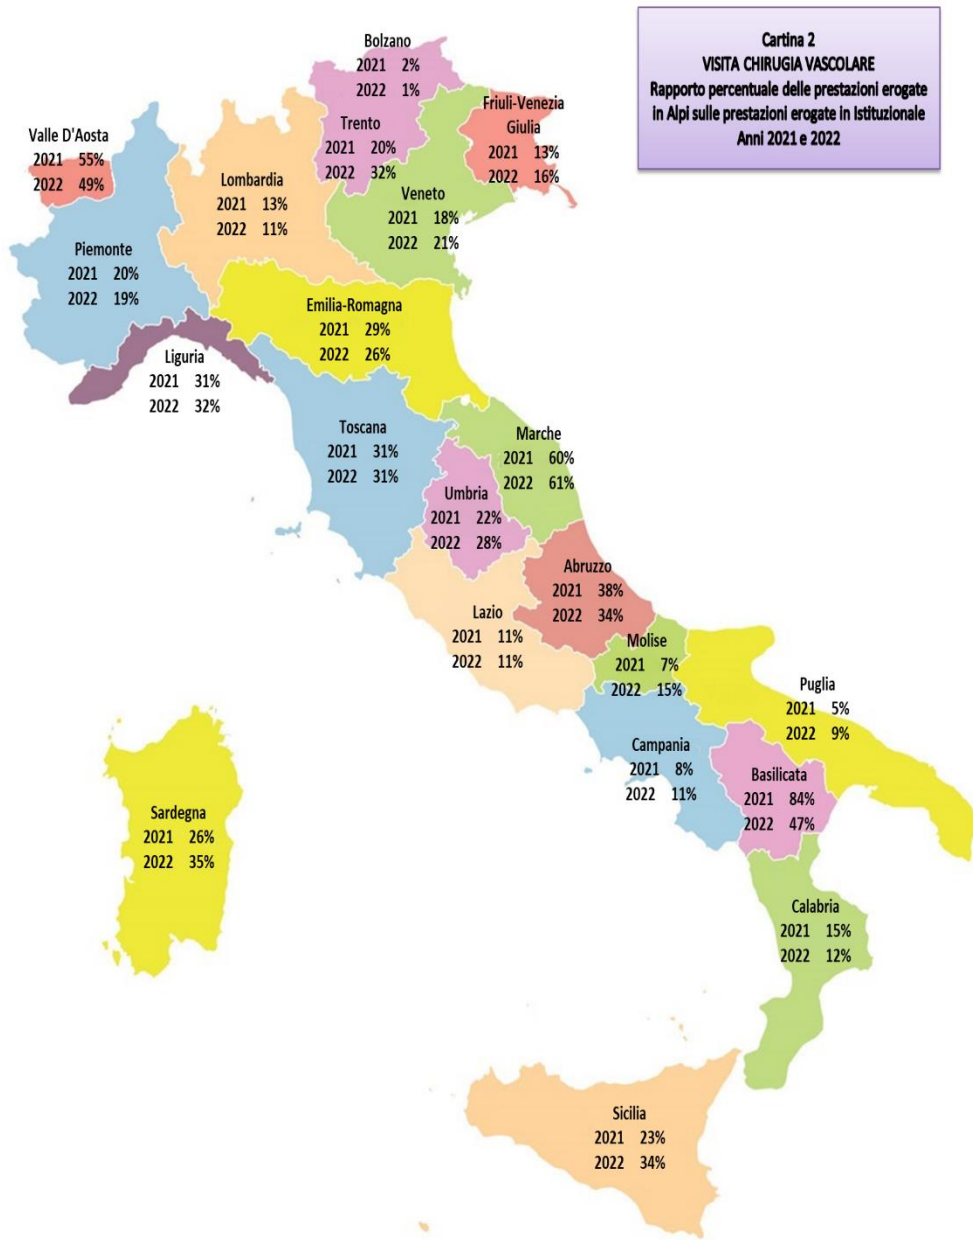 Cartina 2
VISITA CHIRUGIA VASCOLARE
Rapporto percentuale delle prestazioni erogate
in Alpi sulle prestazioni erogate in Istituzionale
Anni 2021 e 2022
Bolzano
2021 2%
2022 1%
Trento
2021 20%
2022 32%
Friuli-Venezia
Giulia
2021 13%
2022 16%
Valle D'Aosta
2021 55%
2022 49%
Lombardia
2021 13%
2022 11%
Veneto
2021 18%
2022 21%
Piemonte
2021 20%
2022 19%
Emilia-Romagna
2021 29%
2022 26%
Liguria
2021 31%
2022 32%
Toscana
2021 31%
2022 31%
Marche
2021 60%
2022 61%
Umbria
2021 22%
2022 28%
Abruzzo
2021 38%
2022 34%
Lazio
2021 11%
2022 11%
Molise
2021 7%
2022 15%
Puglia
2021 5%
2022 9%
Campania
2021 8%
2022 11%
Basilicata
2021 84%
2022 47%
Sardegna
2021 26%
2022 35%
Calabria
2021 15%
2022 12%
Sicilia
2021 23%
2022 34%